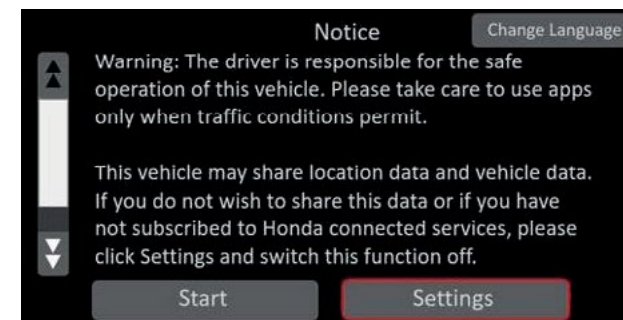 Notice
Change Language
Warning: The driver is responsible for the safe
operation of this vehicle. Please take care to use apps
only when traffic conditions permit.
This vehicle may share location data and vehicle data.
If you do not wish to share this data or if you have
not subscribed to Honda connected services, please
click Settings and switch this function off.
Start
Settings